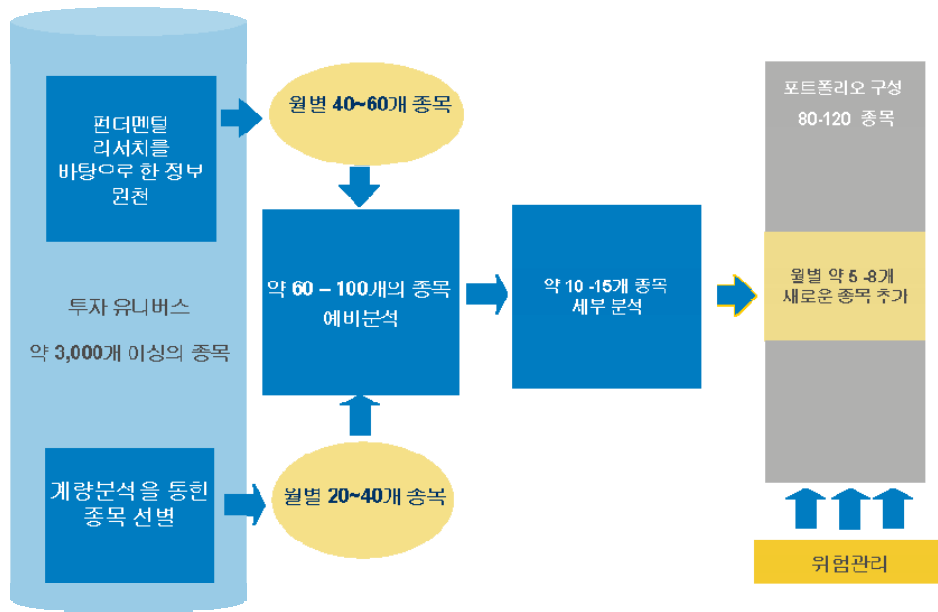 펀더멘털
리서치를
바탕으로 한 정보
원천
월별 40~60개 종목
투자 유니버스
약 3,000개 이상의 종목
계량분석을 통한
종목 선별
월별 20~40개 종목
약 60 – 100개의 종목
예비분석
약 10 -15개 종목
세부 분석
포트폴리오 구성
80-120 종목
월별 약 5 -8개
새로운 종목 추가
위험관리